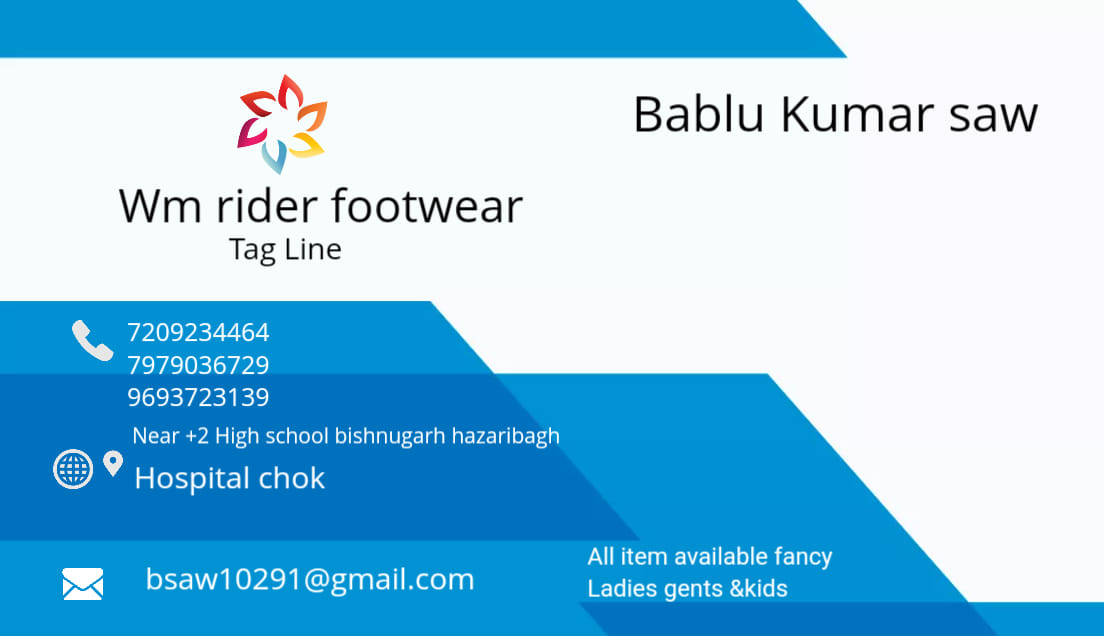 Bablu Kumar saw
Wm rider footwear
Tag Line
7209234464
7979036729
9693723139
Near +2 High school bishnugarh hazaribagh
Hospital chok
bsaw10291@gmail.com
All item available fancy
Ladies gents &kids